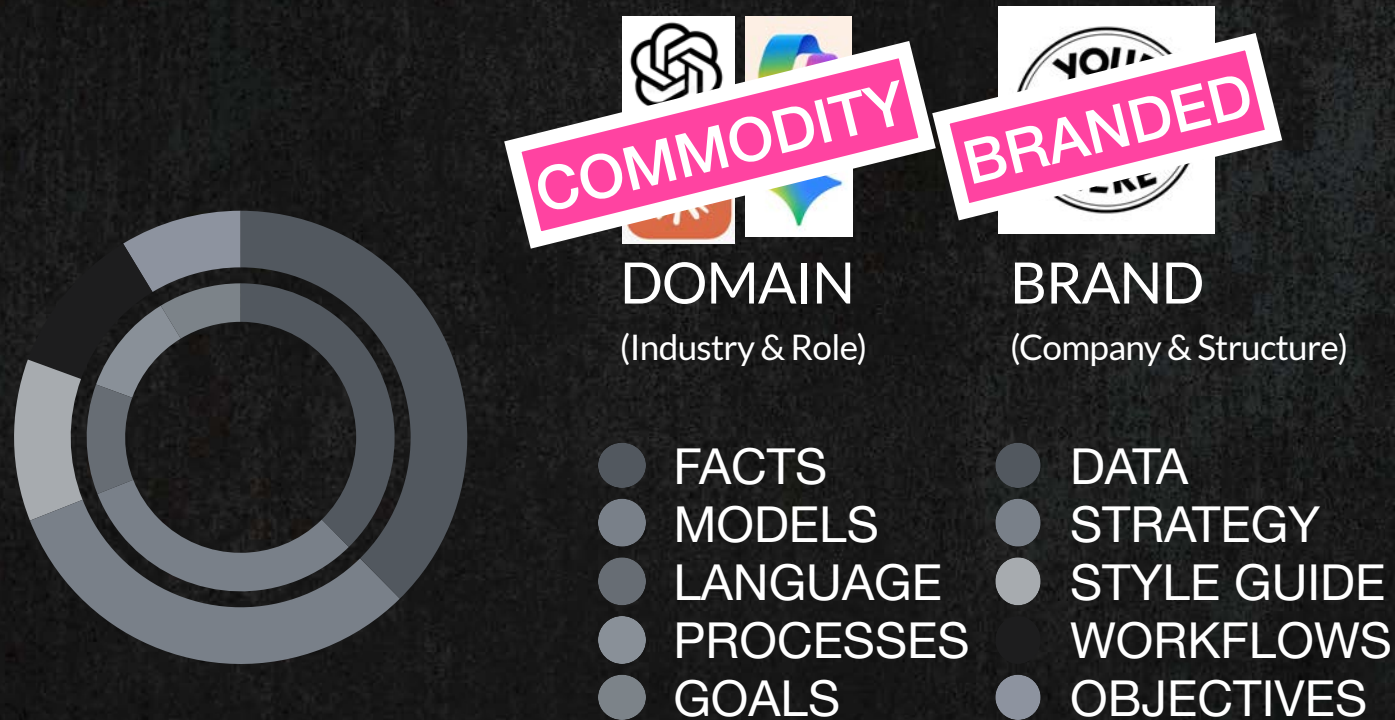 YOU
COMMODITY
BRANDED
DOMAIN
(Industry & Role)
FACTS
MODELS
LANGUAGE
PROCESSES
GOALS
BRAND
(Company & Structure)
DATA
STRATEGY
STYLE GUIDE
WORKFLOWS
OBJECTIVES